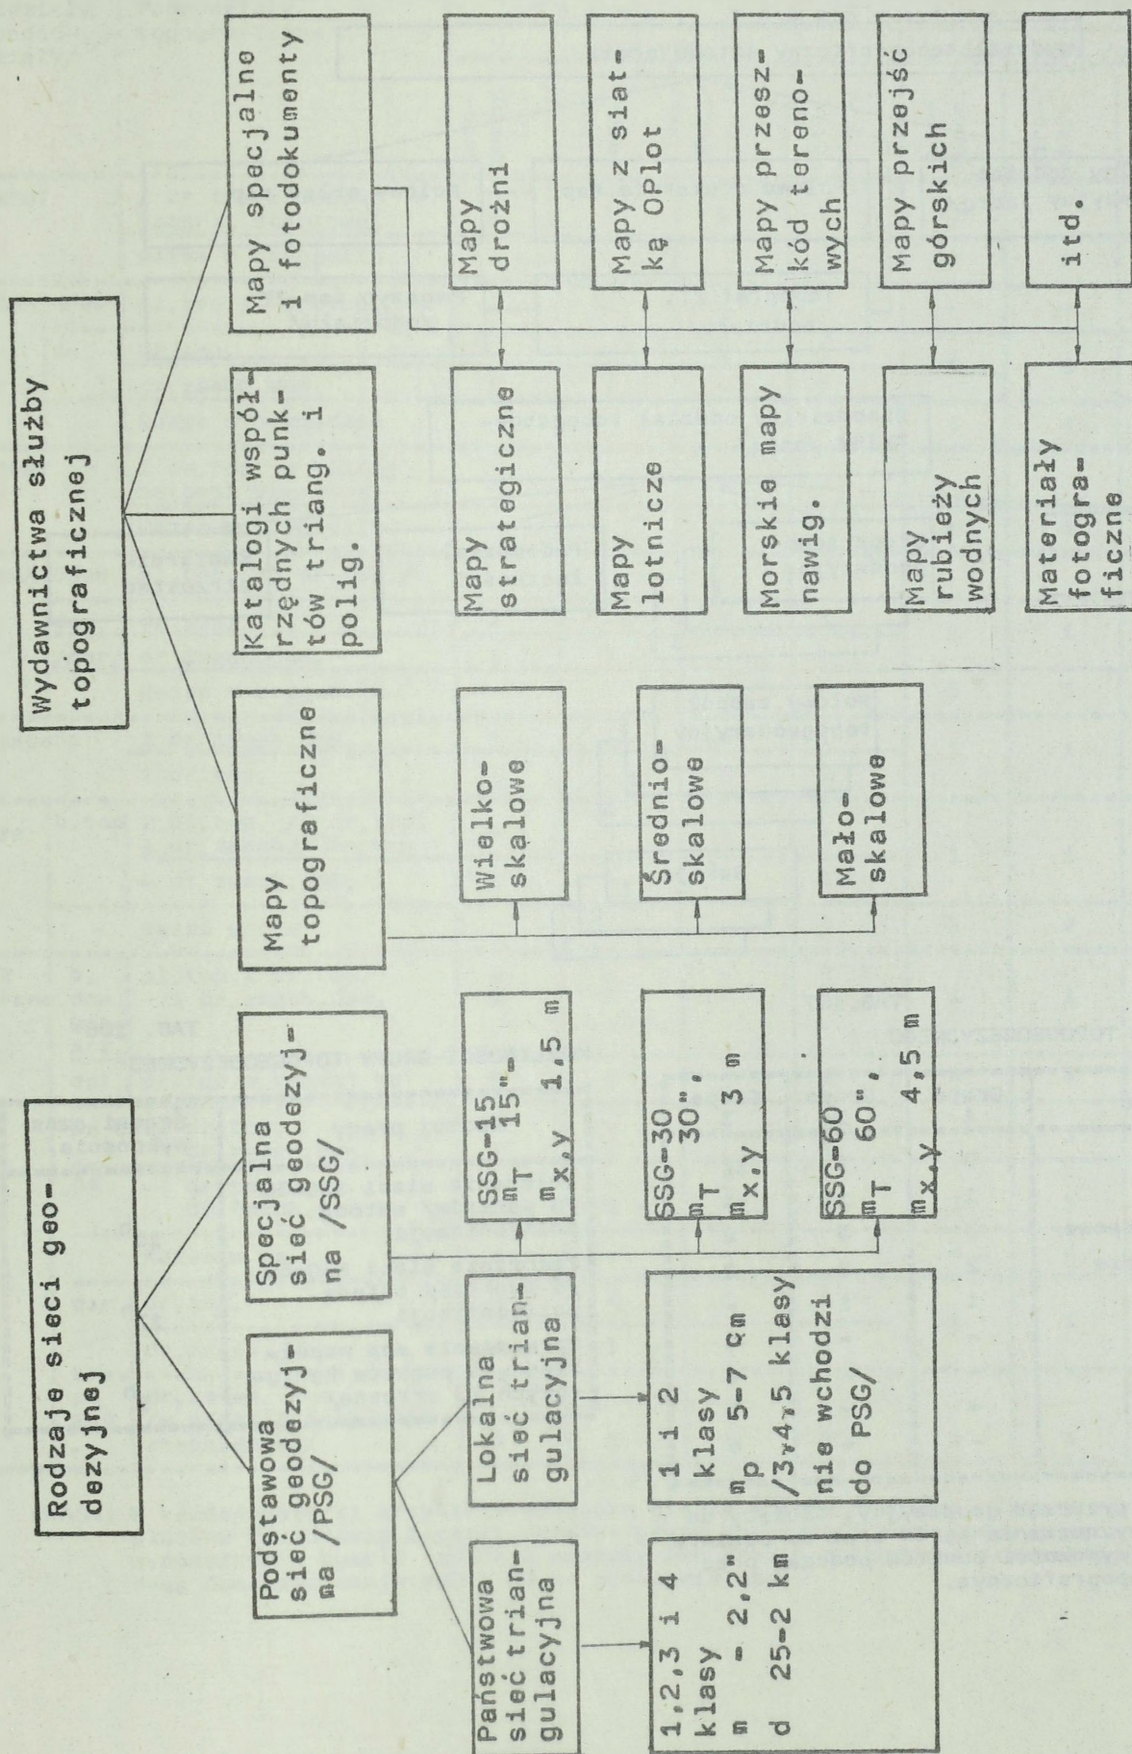 Rodzaje sieci geo-
dezyjnej
Podstawowa
sieć geodezyj-
na /PSG/
Specjalna
sieć geodezyj-
na /SSG/
Państwowa
sieć trian-
gulacyjna
Lokalna
sieć trian-
gulacyjna
SSG-15
mT 15"-
mx,y 1,5 m
1,2,3 i 4
klasy
m - 2,2"
d 25-2 km
1 i 2
klasy
mp 5-7 cm
/3,4,5 klasy
nie wchodzi
do PSG/
SSG-30
mT 30",
mx,y 3 m
SSG-60
mT 60",
mx,y 4,5 m
Wydawnictwa służby
topograficznej
Mapy
topograficzne
Katalogi współ-
rzędnych punk-
tów triang. i
polig.
Mapy specjalne
i fotodokumenty
Wielko-
skalowe
Średnio-
skalowe
Mało-
skalowe
Mapy
strategiczne
Mapy
drożni
Mapy
lotnicze
Mapy z siat-
ką OPlot
Morskie mapy
nawig.
Mapy przesz-
kód tereno-
wych
Mapy
rubieży
wodnych
Mapy przejść
górskich
Materiały
fotogra-
ficzne
itd.